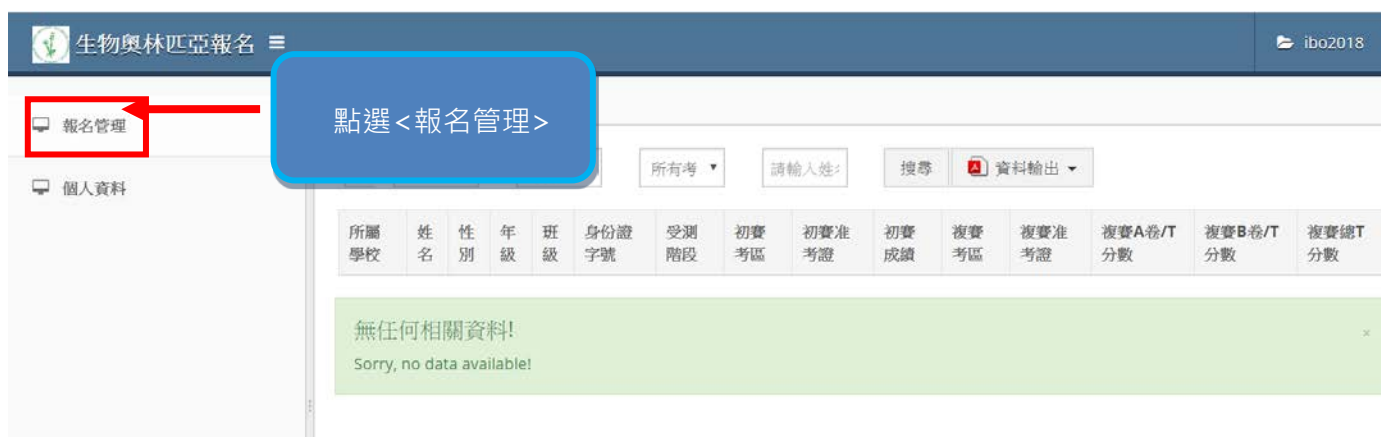 生物奧林匹亞報名
ibo2018
報名管理
點選<報名管理>
個人資料
所有考
請輸入姓
搜尋
資料輸出
所屬學校 姓名 性別 年級 班級 身份證字號 受測階段 初賽考區 初賽准考證 初賽成績 複賽考區 複賽准考證 複賽A卷/T分數 複賽B卷/T分數 複賽總T分數
無任何相關資料!
×
Sorry, no data available!